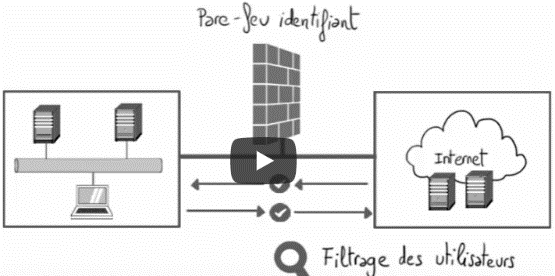 Pare-feu identifiant
Internet
Filtrage des utilisateurs